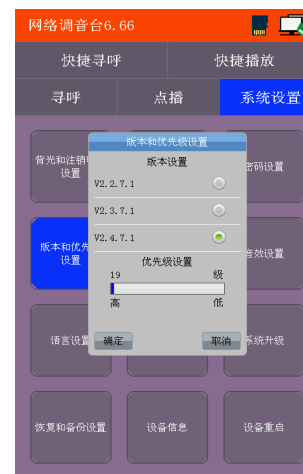 网络调音台6.66
快捷寻呼 快捷播放
寻呼 点播 系统设置
背光和注销
设置
密码设置
版本和优先级设置
版本设置
V2.2.7.1
V2.3.7.1
V2.4.7.1
优先级设置
19 级
高 低
确定 取消
版本和优先
设置
音效设置
语言设置
系统升级
恢复和备份设置 设备信息 设备重启